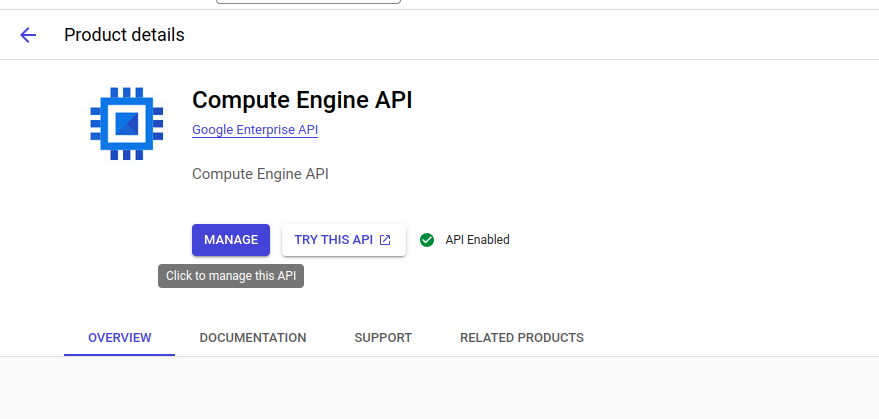 Product details
Compute Engine API
Google Enterprise API
Compute Engine API
MANAGE TRY THIS API API Enabled
Click to manage this API
OVERVIEW DOCUMENTATION SUPPORT RELATED PRODUCTS